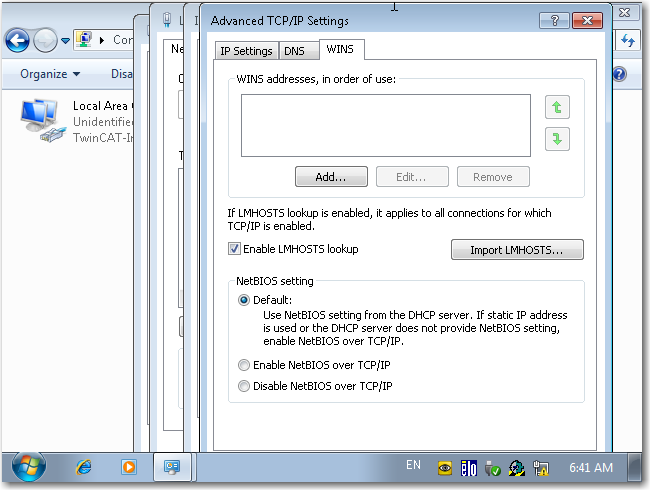 Advanced TCP/IP Settings
IP Settings DNS WINS
WINS addresses, in order of use:
Add... Edit... Remove
If LMHOSTS lookup is enabled, it applies to all connections for which
TCP/IP is enabled.
Enable LMHOSTS lookup
Import LMHOSTS...
NetBIOS setting
Default:
Use NetBIOS setting from the DHCP server. If static IP address
is used or the DHCP server does not provide NetBIOS setting,
enable NetBIOS over TCP/IP.
Enable NetBIOS over TCP/IP
Disable NetBIOS over TCP/IP
Organize
Local Area
EN
6:41 AM